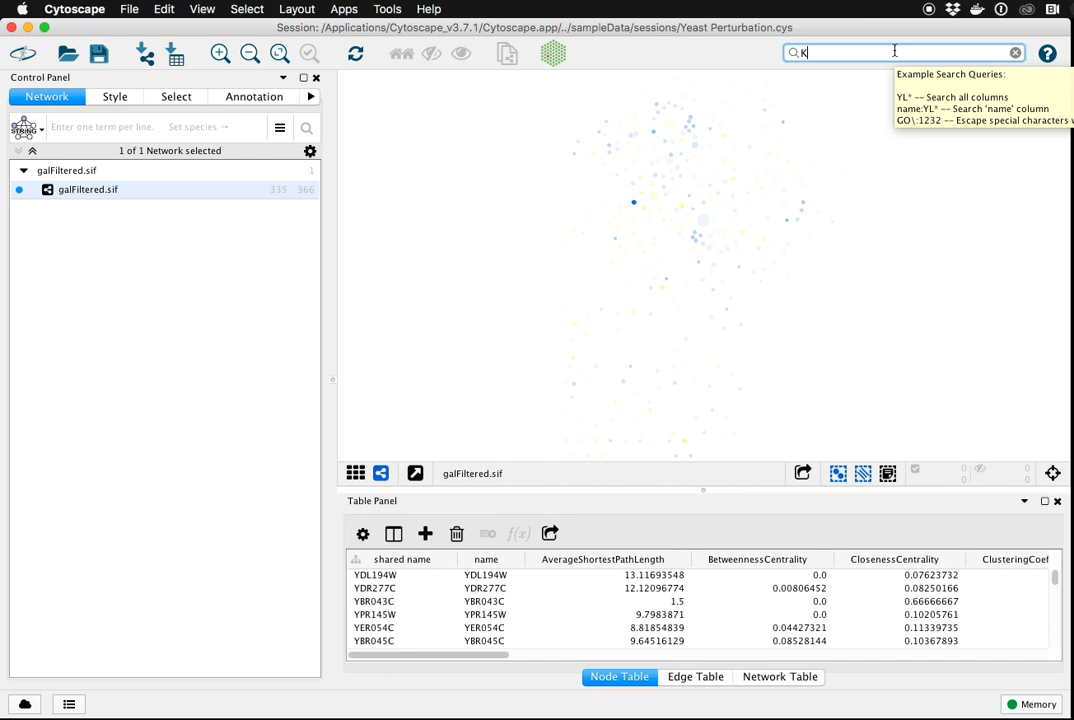 Cytoscape File Edit View Select Layout Apps Tools Help
Session: /Applications/Cytoscape_v3.7.1/Cytoscape.app/../sampleData/sessions/Yeast Perturbation.cys
K
Example Search Queries:
YL* -- Search all columns
name:YL* -- Search 'name' column
GO\:1232 -- Escape special characters
Control Panel
Network Style Select Annotation
STRING Enter one term per line. Set species →
1 of 1 Network selected
galFiltered.sif 1
galFiltered.sif 335 366
galFiltered.sif 0 0
0 0
Table Panel
f(x)
shared name name AverageShortestPathLength BetweennessCentrality ClosenessCentrality ClusteringCoef
YDL194W YDL194W 13.11693548 0.0 0.07623732
YDR277C YDR277C 12.12096774 0.00806452 0.08250166
YBR043C YBR043C 1.5 0.0 0.66666667
YPR145W YPR145W 9.7983871 0.0 0.10205761
YER054C YER054C 8.81854839 0.04427321 0.11339735
YBR045C YBR045C 9.64516129 0.08528144 0.10367893
Node Table Edge Table Network Table
Memory